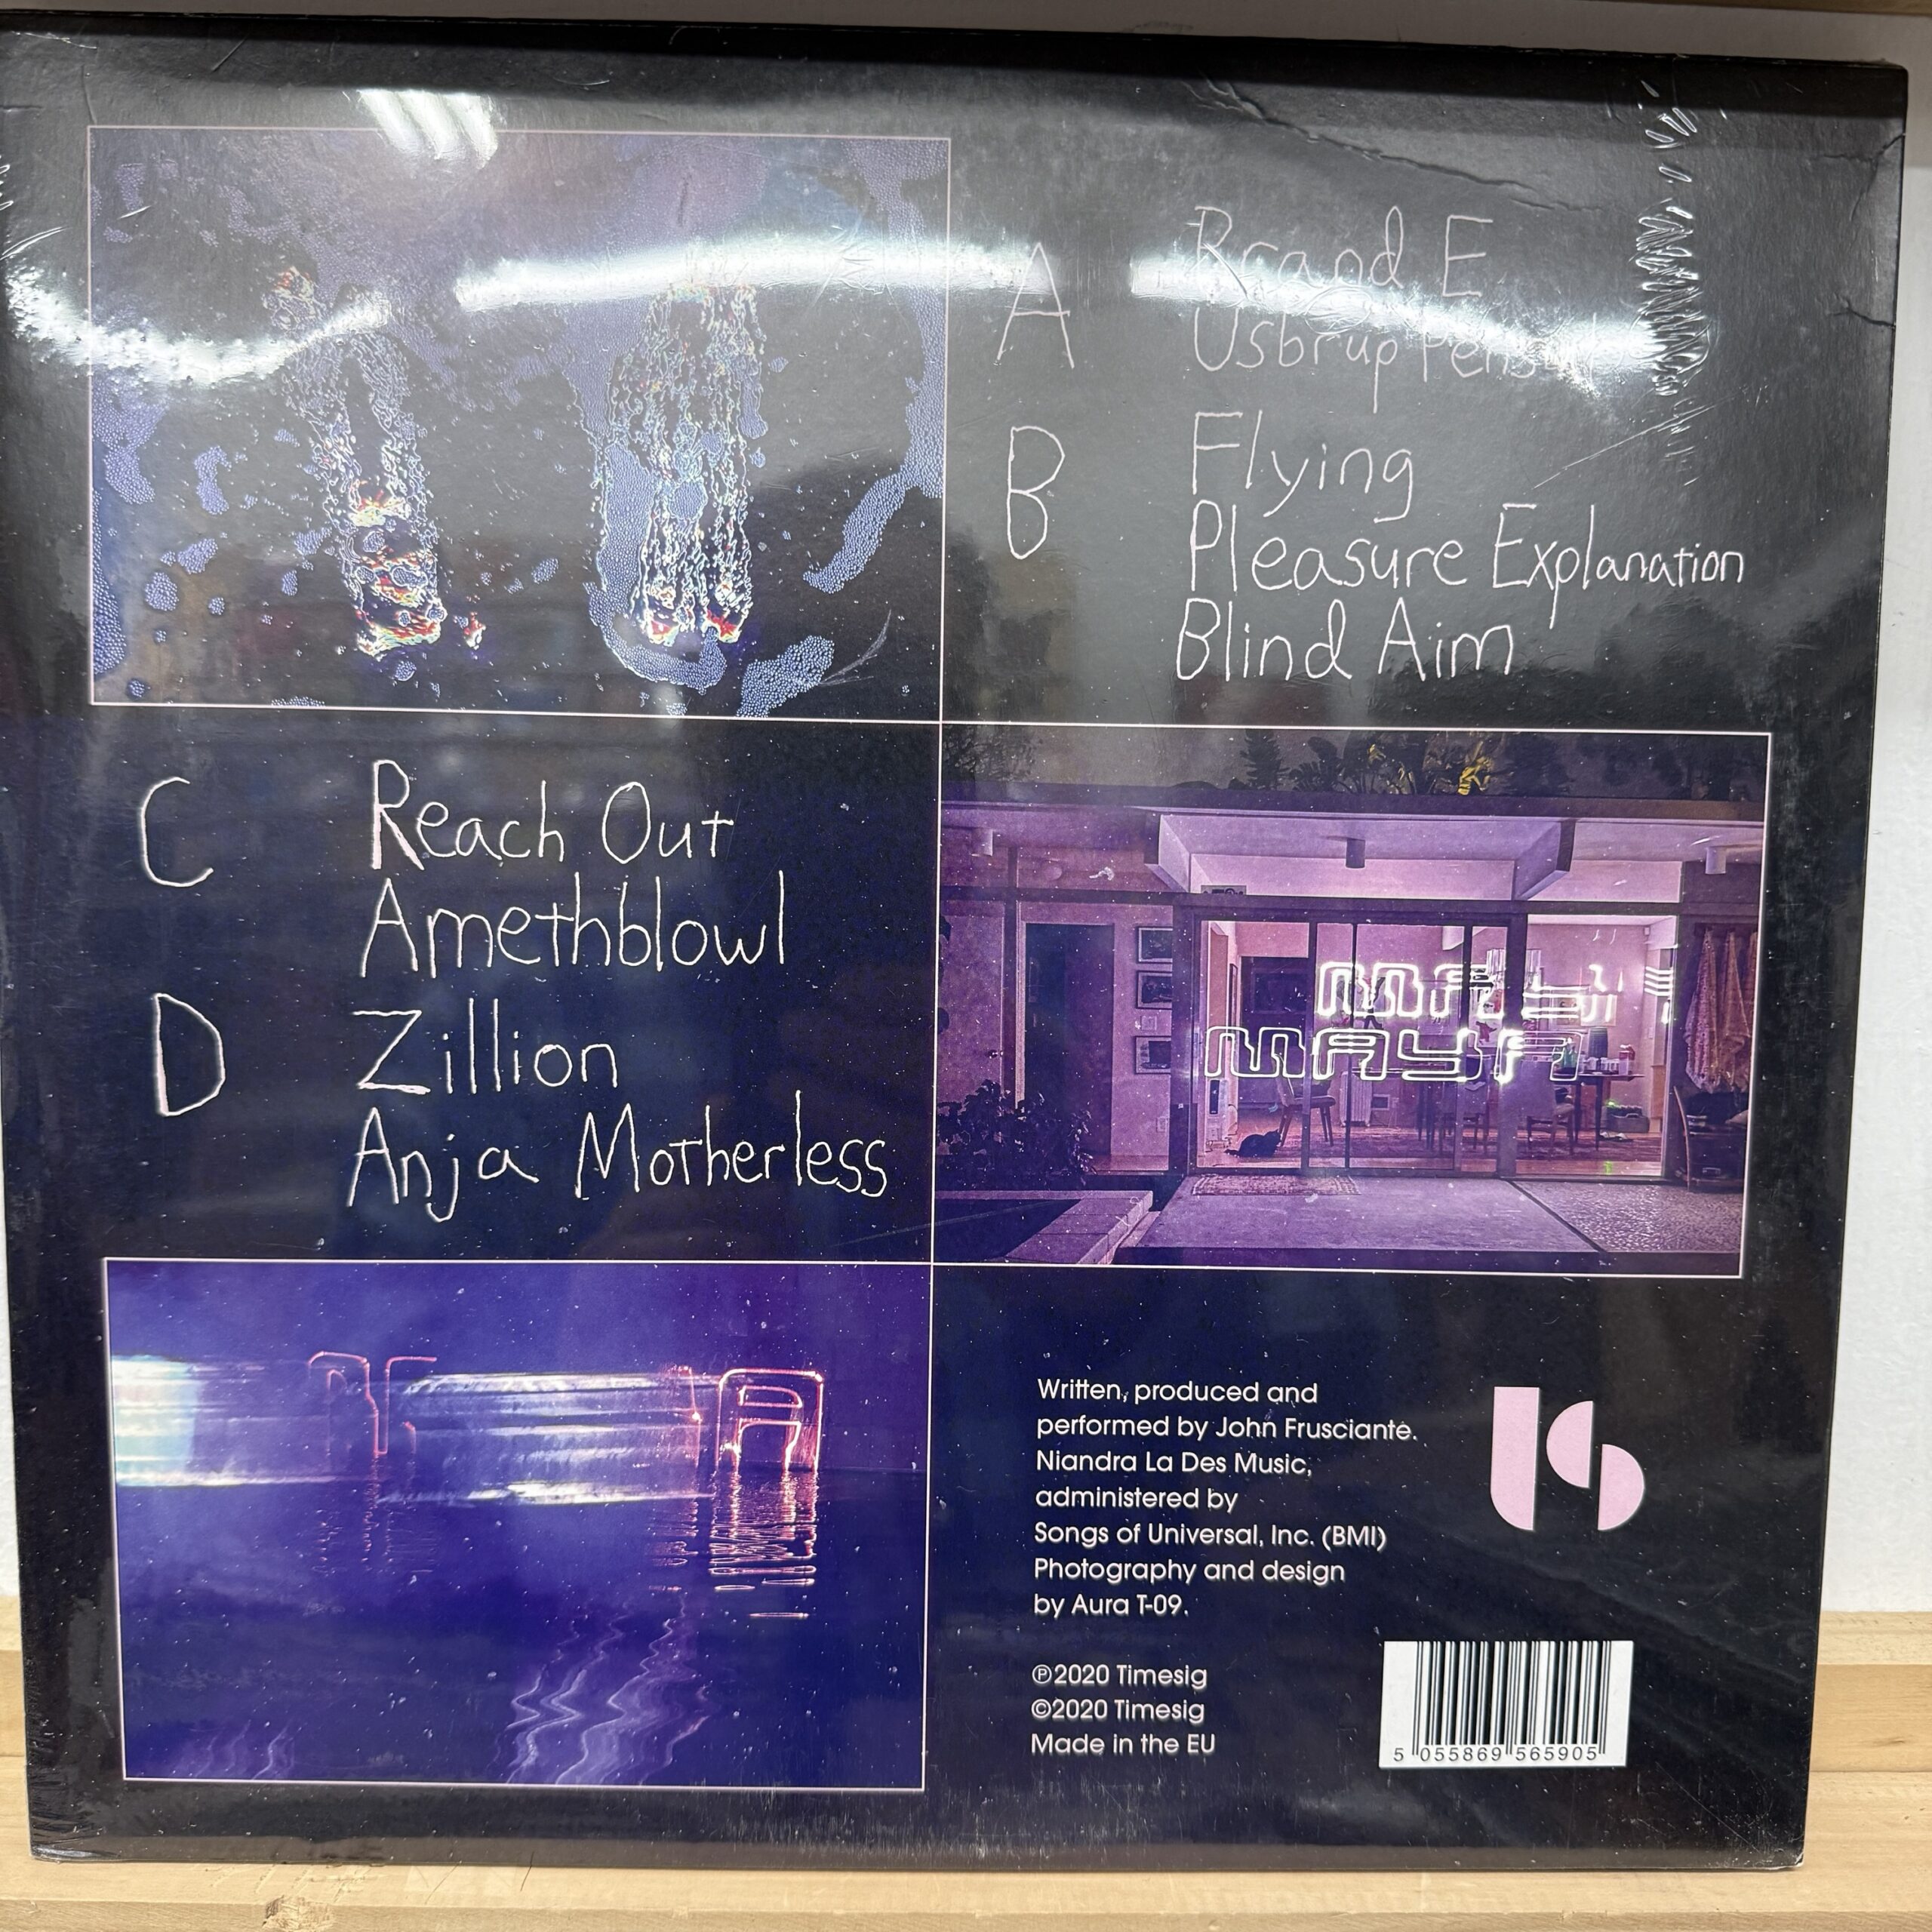 A
Brand E
Usbrup
B
Flying
Pleasure Explanation
Blind Aim
C
Reach Out
Amethblowl
D
Zillion
Anja Motherless
MAYA
Written, produced and
performed by John Frusciante.
Niandra La Des Music,
administered by
Songs of Universal, Inc. (BMI)
Photography and design
by Aura T-09.
℗2020 Timesig
©2020 Timesig
Made in the EU
5 055869 565905